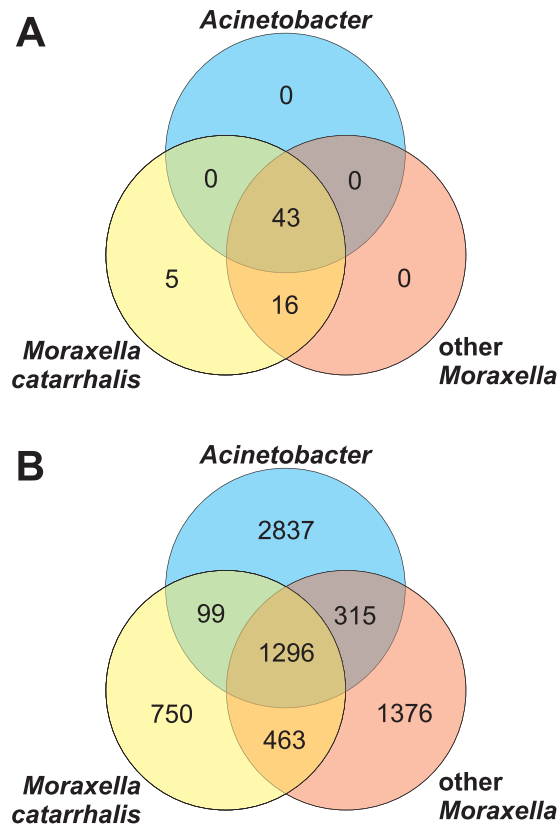 A
Acinetobacter
0
0
0
43
5
16
0
Moraxella
catarrhalis
other
Moraxella
B
Acinetobacter
2837
99
315
1296
750
463
1376
Moraxella
catarrhalis
other
Moraxella